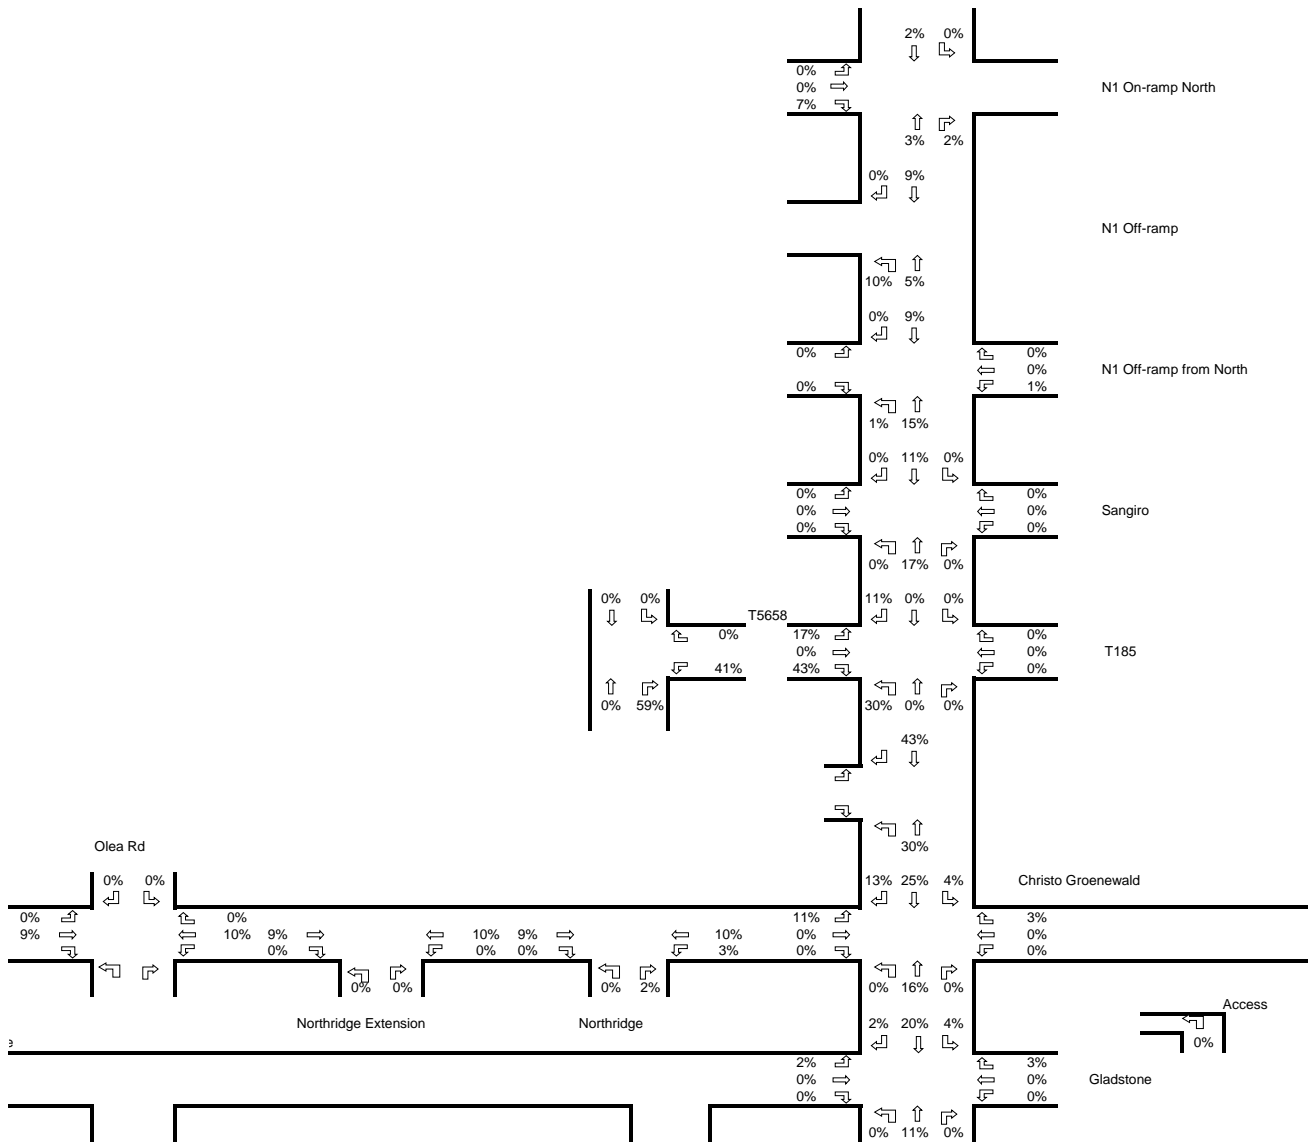 2% 0%
0%
0%
7%
N1 On-ramp North
3% 2%
0% 9%
N1 Off-ramp
10% 5%
0% 9%
0%
0%
0%
0%
1%
N1 Off-ramp from North
1% 15%
0% 11% 0%
0%
0%
0%
0%
0%
0%
Sangiro
0% 17% 0%
0% 0%
T5658
11% 0% 0%
0%
41%
17%
0%
43%
0%
0%
0%
T185
0% 59%
30% 0% 0%
43%
30%
Olea Rd
0% 0%
13% 25% 4%
Christo Groenewald
0%
9%
0%
10% 9%
0%
10% 9%
0% 0%
10%
3%
11%
0%
0%
3%
0%
0%
0% 0%
0% 2%
0% 16% 0%
Northridge Extension
Northridge
2% 20% 4%
Access
0%
e
2%
0%
0%
3%
0%
0%
Gladstone
0% 11% 0%